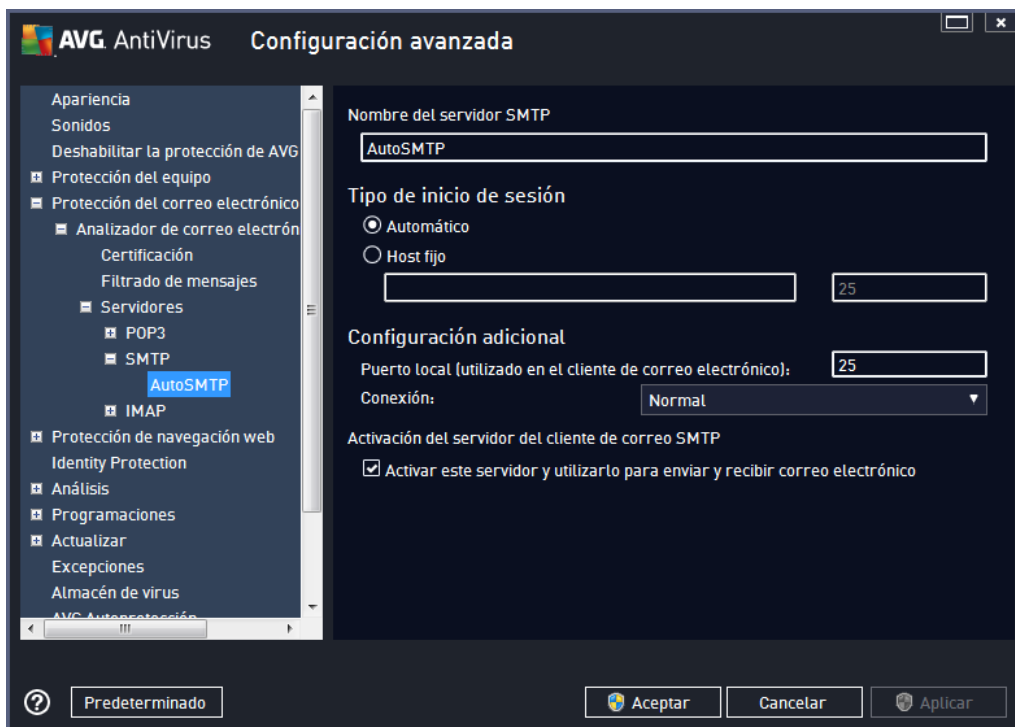 AVG. AntiVirus Configuración avanzada
Apariencia
Sonidos
Deshabilitar la protección de AVG
Protección del equipo
Protección del correo electrónico
Analizador de correo electrón
Certificación
Filtrado de mensajes
Servidores
POP3
SMTP
AutoSMTP
IMAP
Protección de navegación web
Identity Protection
Análisis
Programaciones
Actualizar
Excepciones
Almacén de virus
AVG Autoprotección
Nombre del servidor SMTP
AutoSMTP
Tipo de inicio de sesión
Automático
Host fijo
25
Configuración adicional
Puerto local (utilizado en el cliente de correo electrónico): 25
Conexión: Normal
Activación del servidor del cliente de correo SMTP
Activar este servidor y utilizarlo para enviar y recibir correo electrónico
Predeterminado
Aceptar
Cancelar
Aplicar